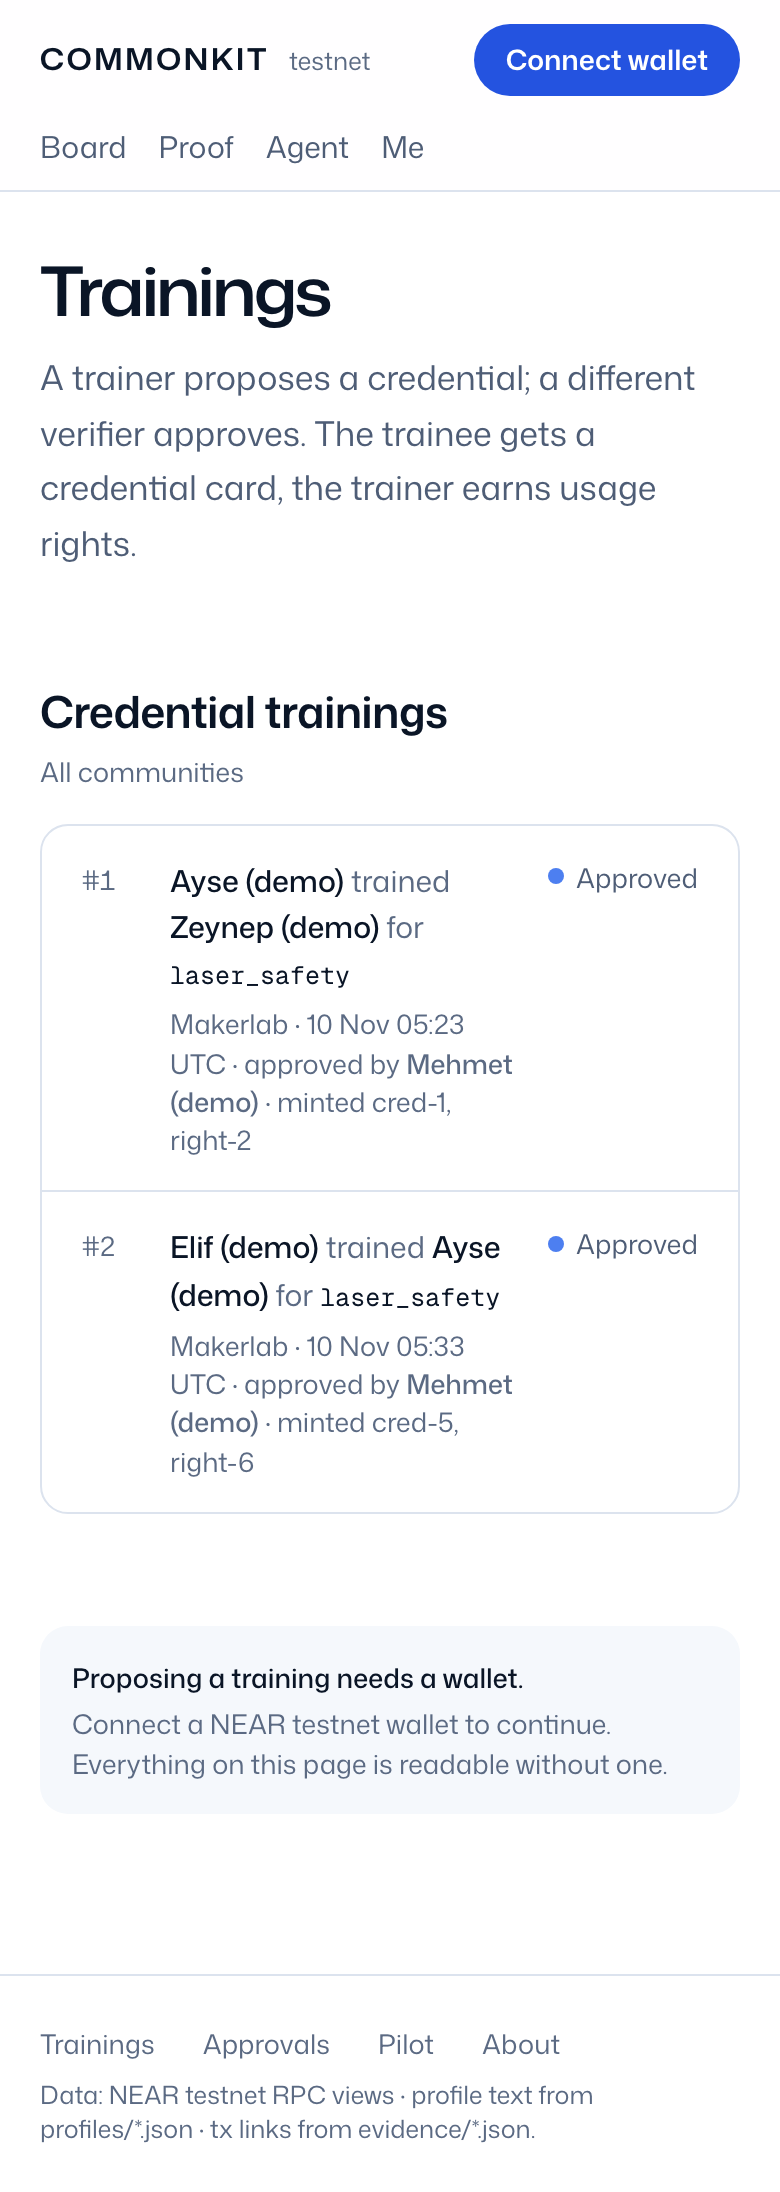 COMMONKIT testnet Connect wallet
Board Proof Agent Me
Trainings
A trainer proposes a credential; a different
verifier approves. The trainee gets a
credential card, the trainer earns usage
rights.
Credential trainings
All communities
#1 Ayse (demo) trained Approved
Zeynep (demo) for
laser_safety
Makerlab · 10 Nov 05:23
UTC · approved by Mehmet
(demo) · minted cred-1,
right-2
#2 Elif (demo) trained Ayse Approved
(demo) for laser_safety
Makerlab · 10 Nov 05:33
UTC · approved by Mehmet
(demo) · minted cred-5,
right-6
Proposing a training needs a wallet.
Connect a NEAR testnet wallet to continue.
Everything on this page is readable without one.
Trainings Approvals Pilot About
Data: NEAR testnet RPC views · profile text from
profiles/*.json · tx links from evidence/*.json.